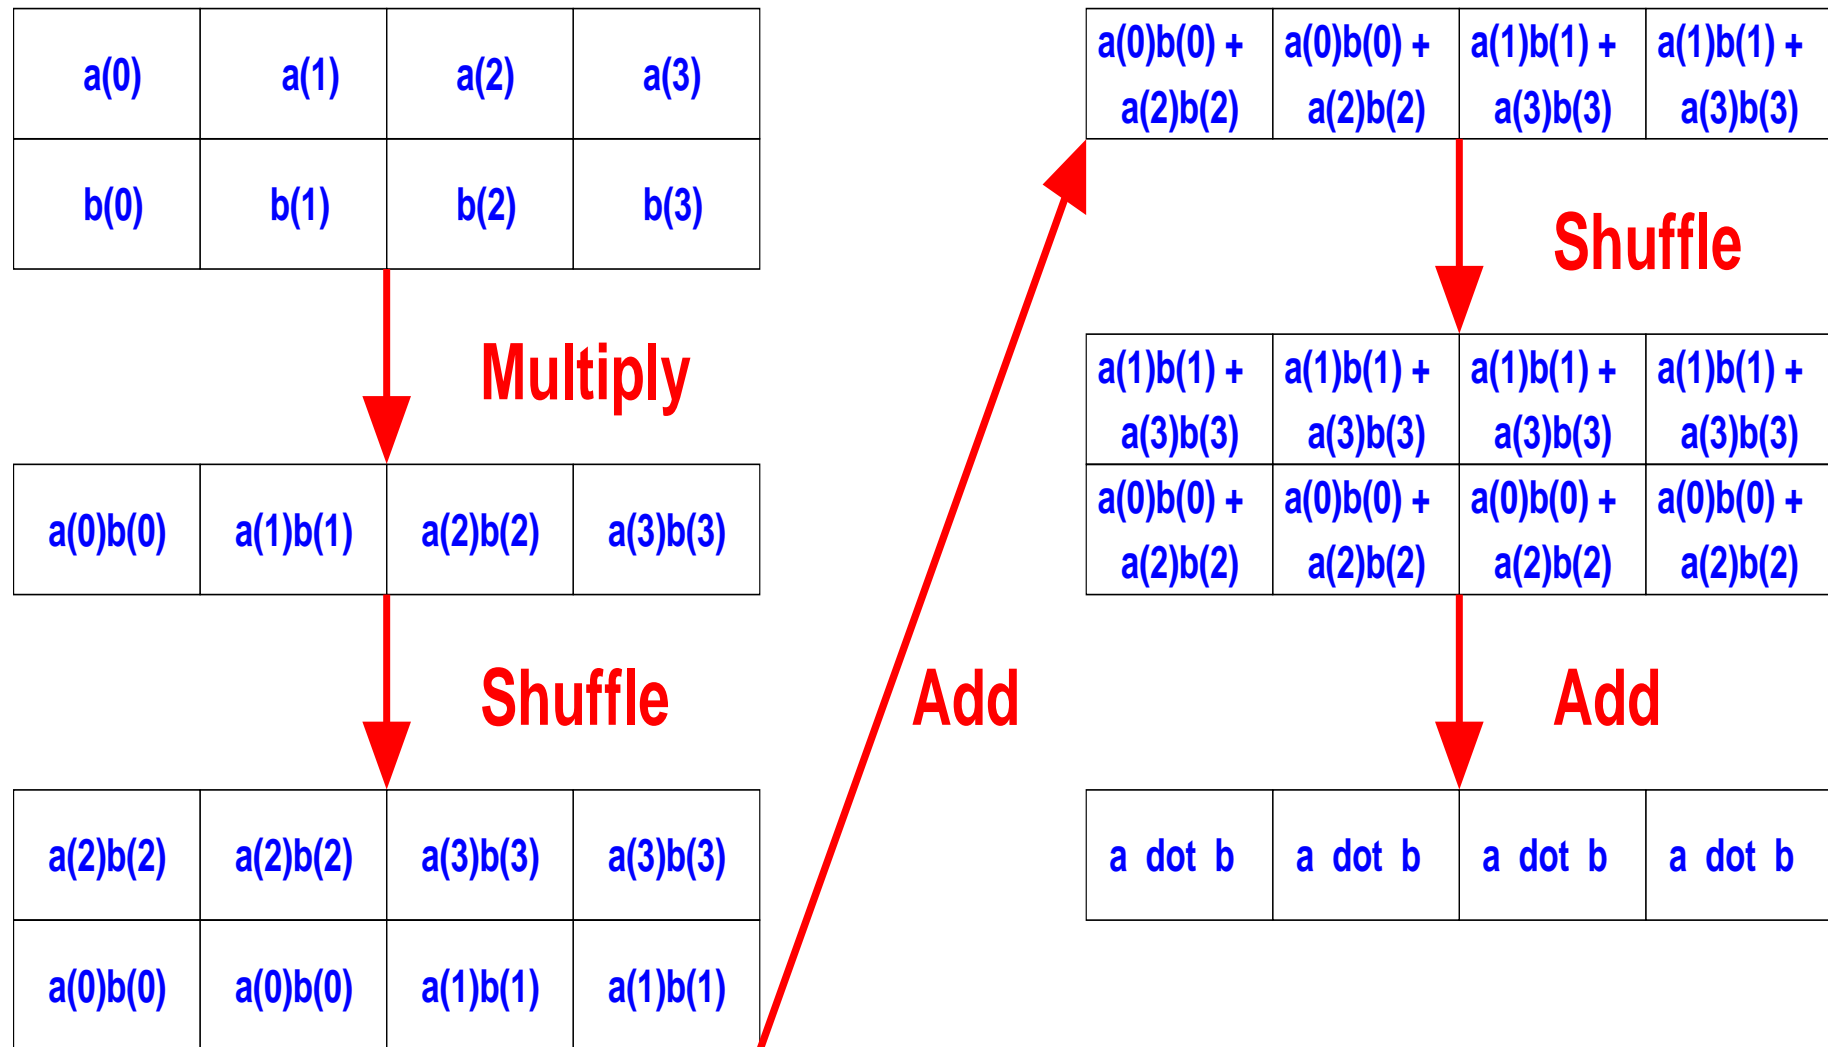 a(0) a(1) a(2) a(3)
b(0) b(1) b(2) b(3)
Multiply
a(0)b(0) a(1)b(1) a(2)b(2) a(3)b(3)
Shuffle
a(2)b(2) a(2)b(2) a(3)b(3) a(3)b(3)
a(0)b(0) a(0)b(0) a(1)b(1) a(1)b(1)
Add
a(0)b(0) + a(0)b(0) + a(1)b(1) + a(1)b(1) +
a(2)b(2) a(2)b(2) a(3)b(3) a(3)b(3)
Shuffle
a(1)b(1) + a(1)b(1) + a(1)b(1) + a(1)b(1) +
a(3)b(3) a(3)b(3) a(3)b(3) a(3)b(3)
a(0)b(0) + a(0)b(0) + a(0)b(0) + a(0)b(0) +
a(2)b(2) a(2)b(2) a(2)b(2) a(2)b(2)
Add
a dot b a dot b a dot b a dot b